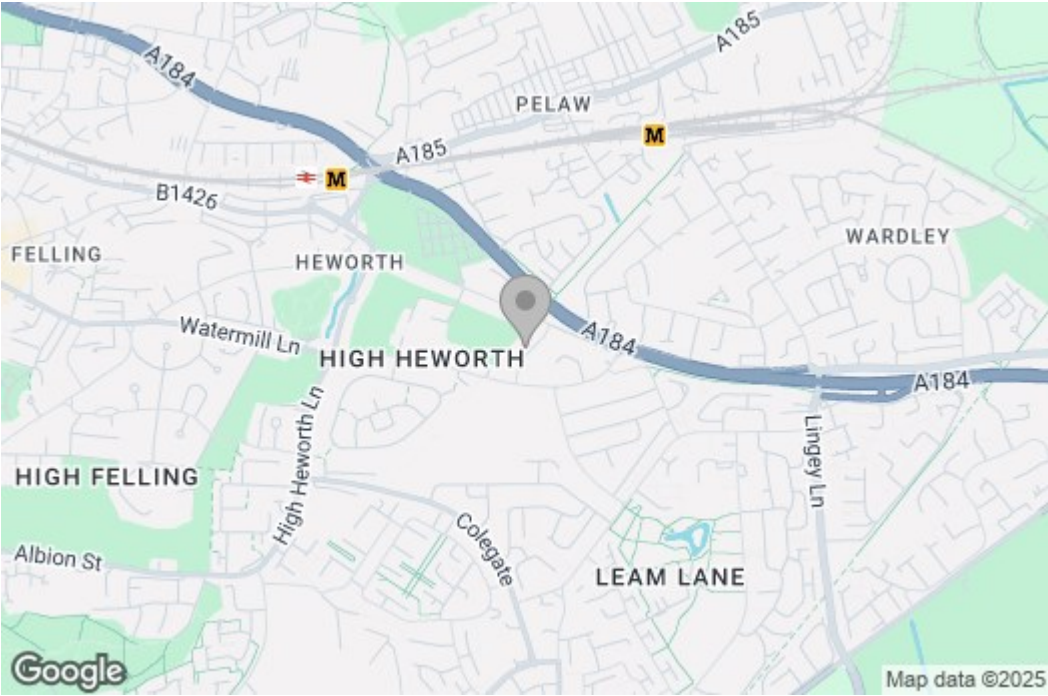 A184
A185
PELAW
M
A185
M
B1426
WARDLEY
FELLING
HEWORTH
Watermill Ln
A184
HIGH HEWORTH
A184
High Heworth Ln
Lingey Ln
HIGH FELLING
Colegate
Albion St
LEAM LANE
Google
Map data ©2025